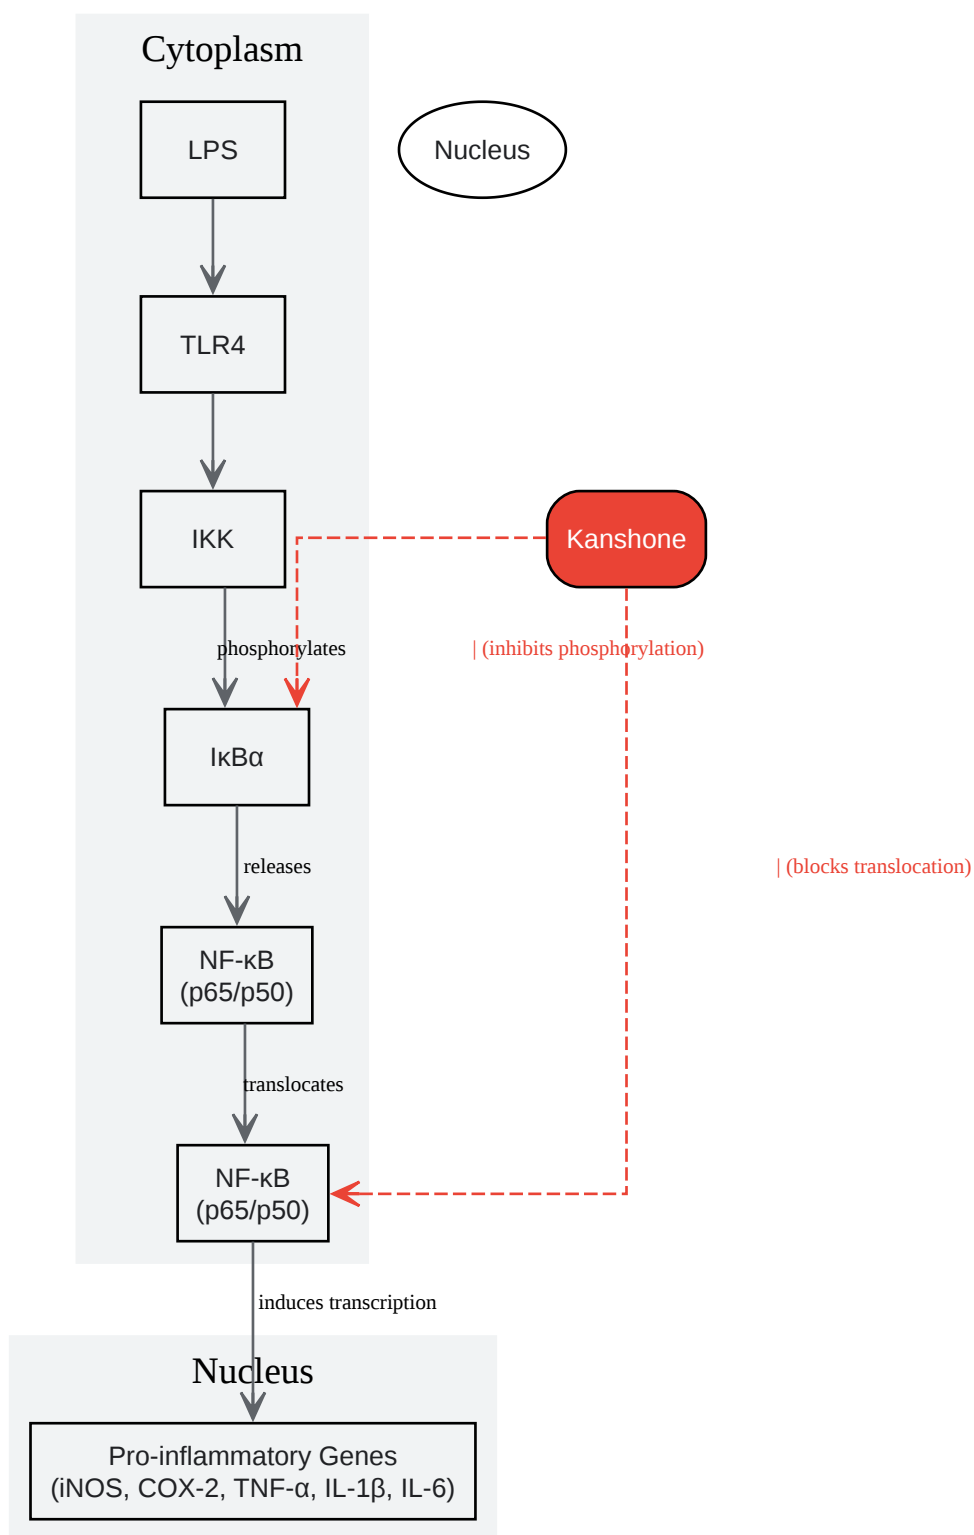 Cytoplasm
LPS
Nucleus
TLR4
IKK
Kanshone
phosphorylates
| (inhibits phosphorylation)
IκBα
releases
| (blocks translocation)
NF-κB
(p65/p50)
translocates
NF-κB
(p65/p50)
induces transcription
Nucleus
Pro-inflammatory Genes
(iNOS, COX-2, TNF-α, IL-1β, IL-6)